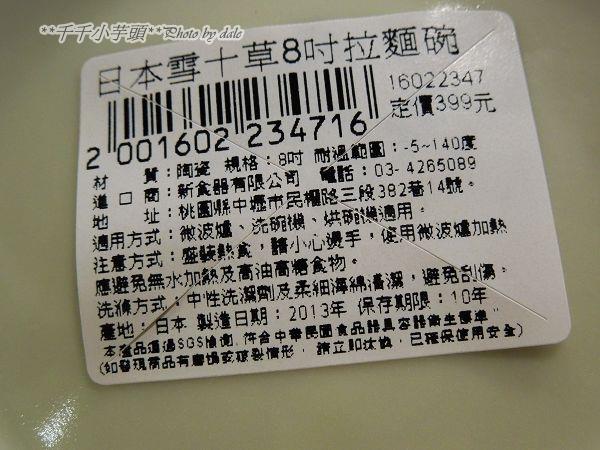 **千千小芋頭**Photo by dale
日本雪十草8吋拉麵碗
16022347
定價399元
2 001602 234716
材 質：陶瓷 規格：8吋 耐溫範圍：-5~140度
進口商：新食器有限公司 電話：03-4265089
地 址：桃園縣中壢市民權路三段382巷14號。
適用方式：微波爐、洗碗機、烘碗機適用。
注意方式：盛裝熱食，請小心燙手，使用微波爐加熱
應避免無水加熱及高油高糖食物。
洗滌方式：中性洗潔劑及柔細海綿清潔，避免刮傷。
產地：日本 製造日期：2013年 保存期限：10年
本產品通過SGS檢測，符合中華民國食品器具容器衛生標準。
(如發現商品有磨損或破裂情形，請立即汰換，已確保使用安全)